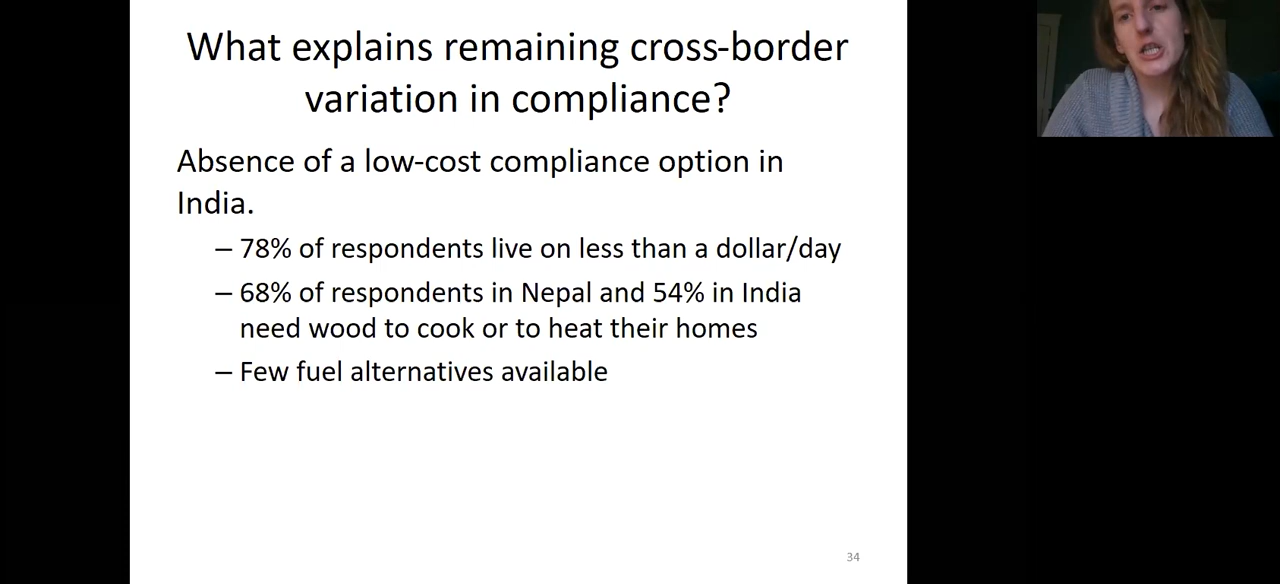 What explains remaining cross-border
variation in compliance?
Absence of a low-cost compliance option in
India.
– 78% of respondents live on less than a dollar/day
– 68% of respondents in Nepal and 54% in India
need wood to cook or to heat their homes
– Few fuel alternatives available
34